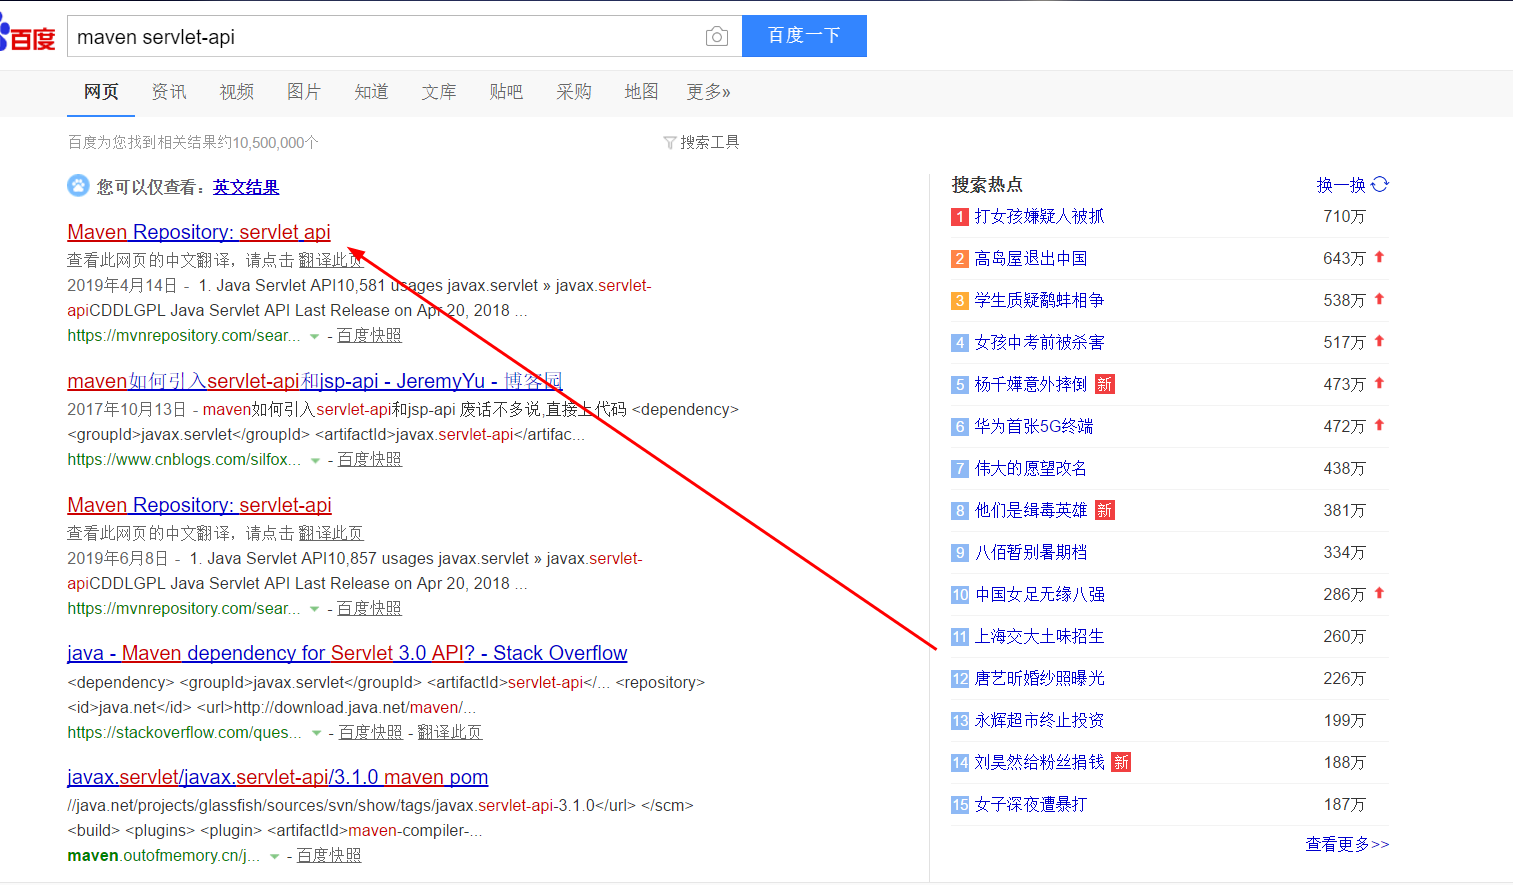 百度
maven servlet-api
百度一下
网页 资讯 视频 图片 知道 文库 贴吧 采购 地图 更多»
百度为您找到相关结果约10,500,000个
搜索工具
您可以仅查看：英文结果
Maven Repository: servlet api
查看此网页的中文翻译，请点击 翻译此页
2019年4月14日 - 1. Java Servlet API10,581 usages javax.servlet » javax.servlet-
apiCDDLGPL Java Servlet API Last Release on Apr 20, 2018 ...
https://mvnrepository.com/sear... - 百度快照
maven如何引入servlet-api和jsp-api - JeremyYu - 博客园
2017年10月13日 - maven如何引入servlet-api和jsp-api 废话不多说,直接上代码 <dependency>
<groupId>javax.servlet</groupId> <artifactId>javax.servlet-api</artifac...
https://www.cnblogs.com/silfox... - 百度快照
Maven Repository: servlet-api
查看此网页的中文翻译，请点击 翻译此页
2019年6月8日 - 1. Java Servlet API10,857 usages javax.servlet » javax.servlet-
apiCDDLGPL Java Servlet API Last Release on Apr 20, 2018 ...
https://mvnrepository.com/sear... - 百度快照
java - Maven dependency for Servlet 3.0 API? - Stack Overflow
<dependency> <groupId>javax.servlet</groupId> <artifactId>servlet-api</... <repository>
<id>java.net</id> <url>http://download.java.net/maven/...
https://stackoverflow.com/ques... - 百度快照 - 翻译此页
javax.servlet/javax.servlet-api/3.1.0 maven pom
//java.net/projects/glassfish/sources/svn/show/tags/javax.servlet-api-3.1.0</url> </scm>
<build> <plugins> <plugin> <artifactId>maven-compiler-...
maven.outofmemory.cn/j... - 百度快照
搜索热点 换一换
1 打女孩嫌疑人被抓 710万
2 高岛屋退出中国 643万
3 学生质疑鹬蚌相争 538万
4 女孩中考前被杀害 517万
5 杨千嬅意外摔倒 新 473万
6 华为首张5G终端 472万
7 伟大的愿望改名 438万
8 他们是缉毒英雄 新 381万
9 八佰暂别暑期档 334万
10 中国女足无缘八强 286万
11 上海交大土味招生 260万
12 唐艺昕婚纱照曝光 226万
13 永辉超市终止投资 199万
14 刘昊然给粉丝捐钱 新 188万
15 女子深夜遭暴打 187万
查看更多>>